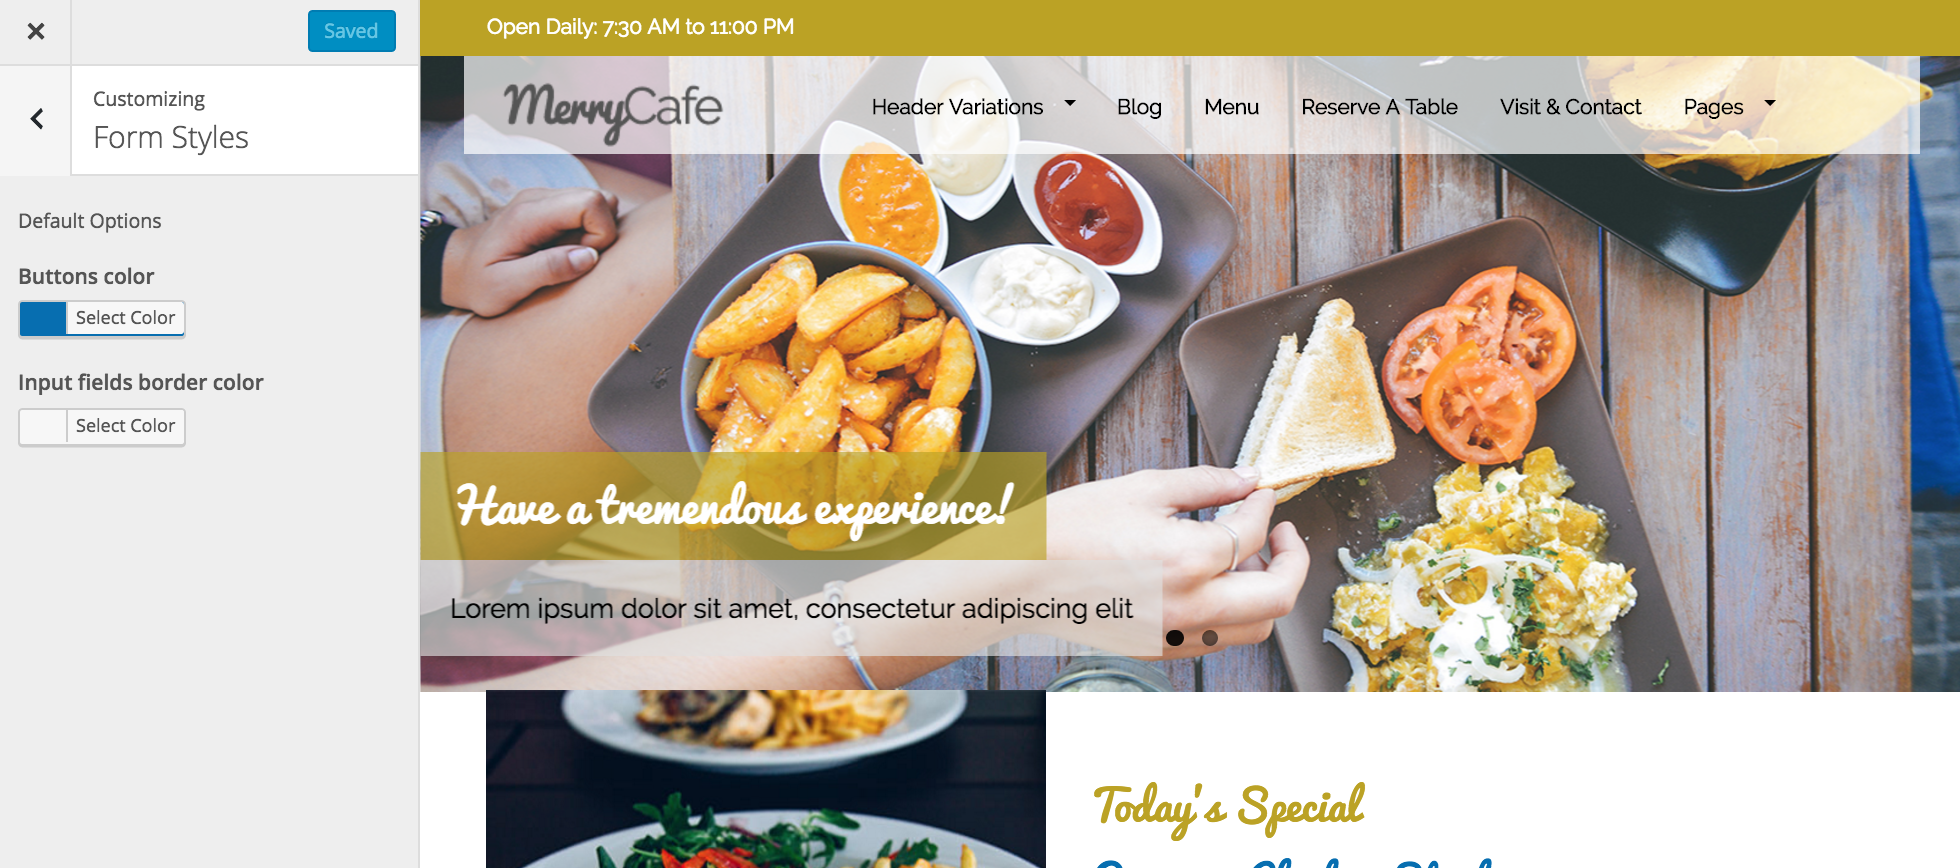 Saved
Customizing
Form Styles
Default Options
Buttons color
Select Color
Input fields border color
Select Color
Open Daily: 7:30 AM to 11:00 PM
MerryCafe
Header Variations Blog Menu Reserve A Table Visit & Contact Pages
Have a tremendous experience!
Lorem ipsum dolor sit amet, consectetur adipiscing elit
Today's Special